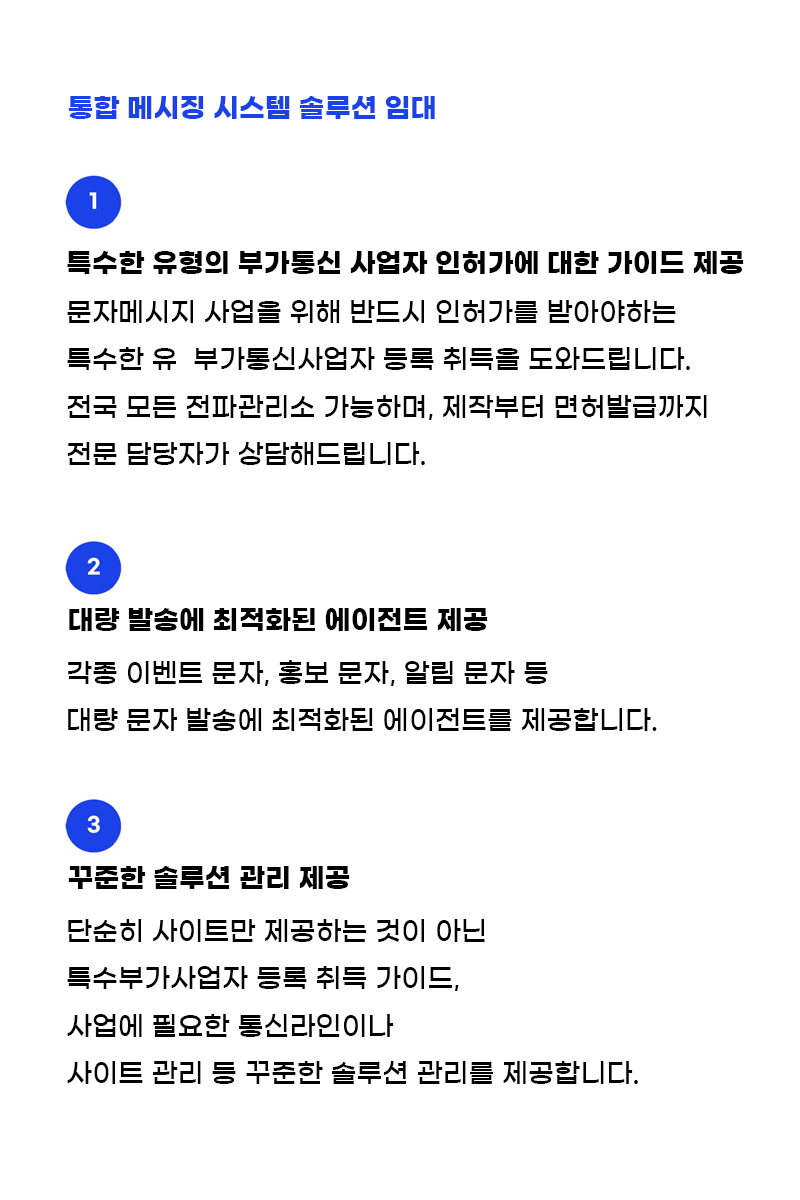 통합 메시징 시스템 솔루션 임대
1
특수한 유형의 부가통신 사업자 인허가에 대한 가이드 제공
문자메시지 사업을 위해 반드시 인허가를 받아야하는
특수한 유  부가통신사업자 등록 취득을 도와드립니다.
전국 모든 전파관리소 가능하며, 제작부터 면허발급까지
전문 담당자가 상담해드립니다.
2
대량 발송에 최적화된 에이전트 제공
각종 이벤트 문자, 홍보 문자, 알림 문자 등
대량 문자 발송에 최적화된 에이전트를 제공합니다.
3
꾸준한 솔루션 관리 제공
단순히 사이트만 제공하는 것이 아닌
특수부가사업자 등록 취득 가이드,
사업에 필요한 통신라인이나
사이트 관리 등 꾸준한 솔루션 관리를 제공합니다.